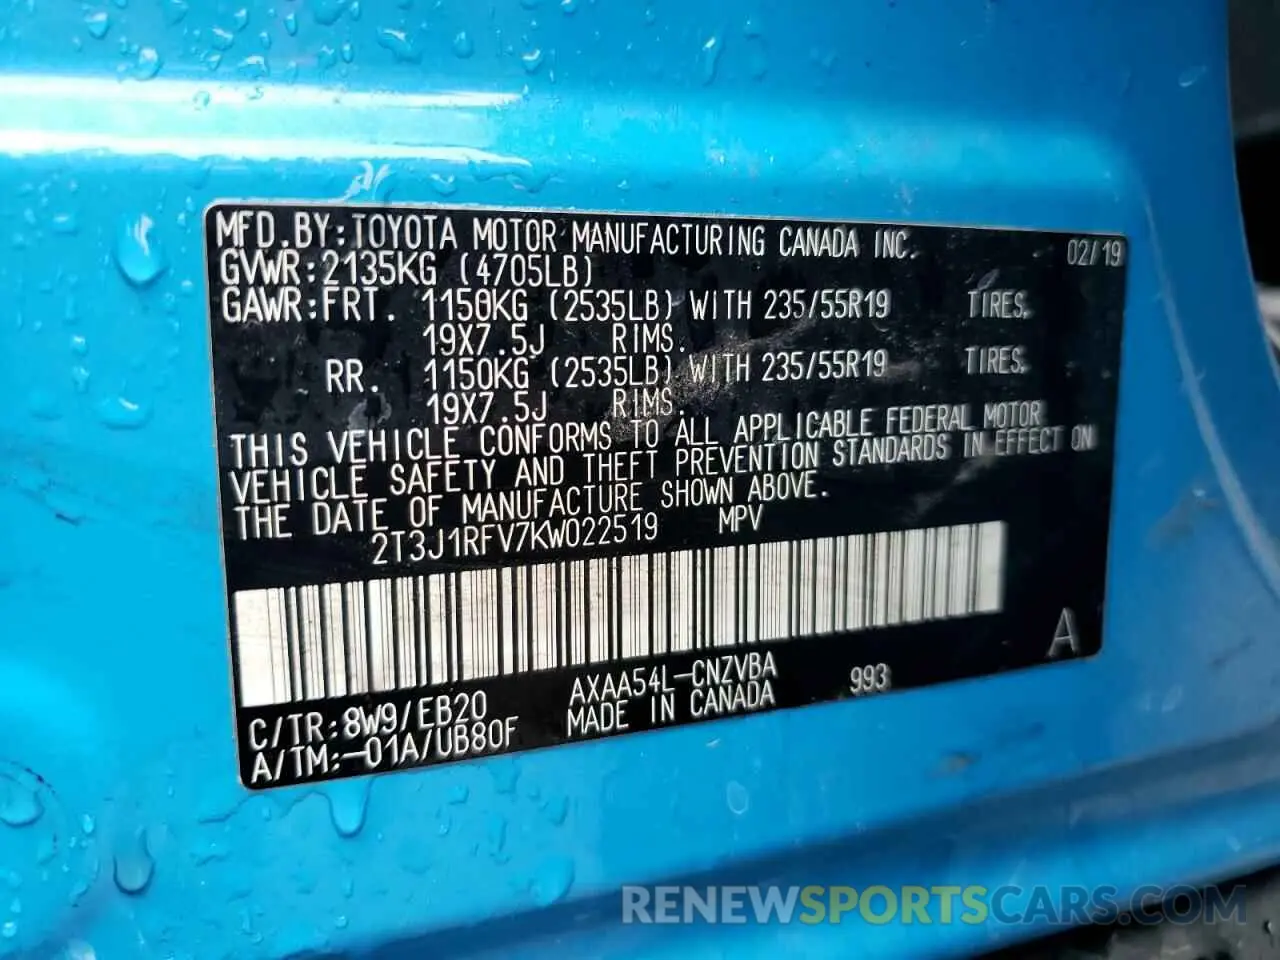 MFD.BY:TOYOTA MOTOR MANUFACTURING CANADA INC. 02/19
GVWR:2135KG (4705LB)
GAWR:FRT. 1150KG (2535LB) WITH 235/55R19 TIRES,
19X7.5J RIMS.
RR. 1150KG (2535LB) WITH 235/55R19 TIRES,
19X7.5J RIMS.
THIS VEHICLE CONFORMS TO ALL APPLICABLE FEDERAL MOTOR
VEHICLE SAFETY AND THEFT PREVENTION STANDARDS IN EFFECT ON
THE DATE OF MANUFACTURE SHOWN ABOVE.
2T3J1RFV7KW022519 MPV
A
C/TR:8W9/EB20 AXAA54L-CNZVBA 993
A/TM:-01A/UB80F MADE IN CANADA
RENEWSPORTSCARS.COM